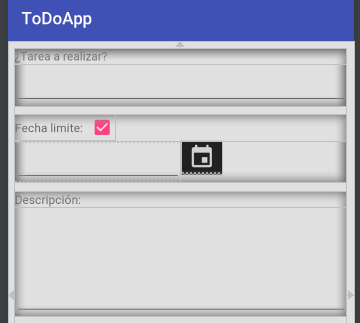 ToDoApp
¿Tarea a realizar?
Fecha limite:
Descripción: